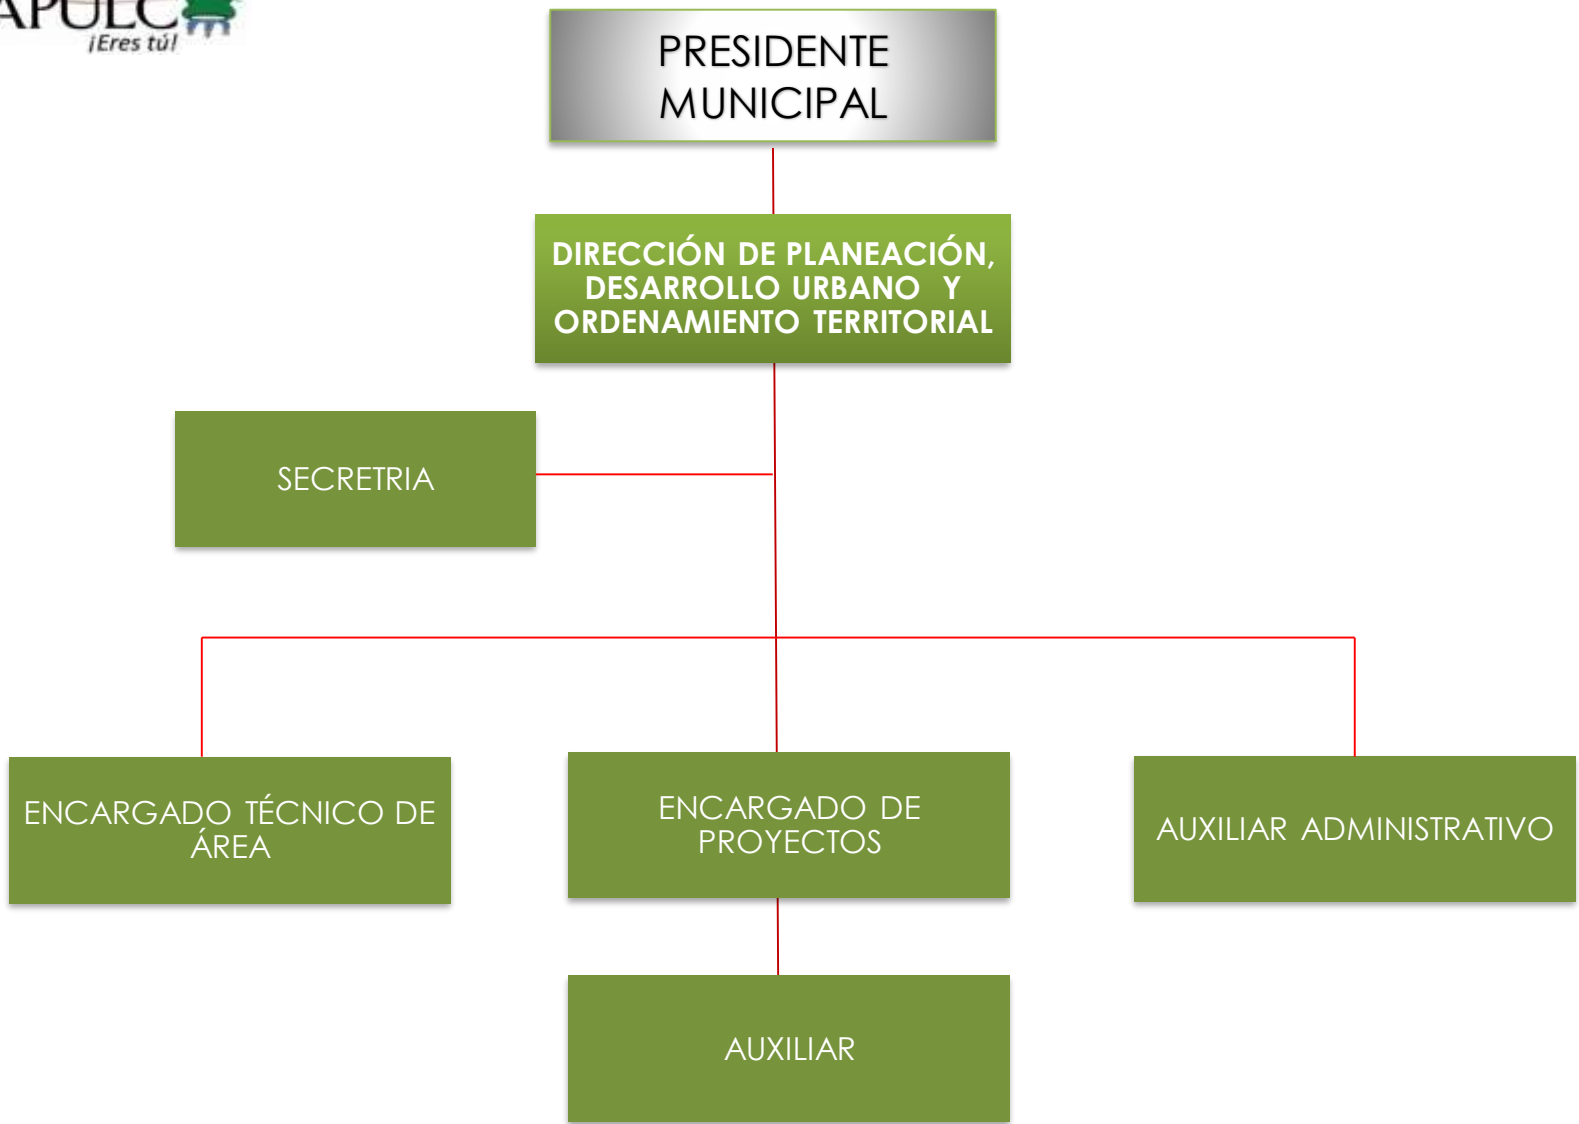 ¡Eres tú!
PRESIDENTE
MUNICIPAL
DIRECCIÓN DE PLANEACIÓN,
DESARROLLO URBANO Y
ORDENAMIENTO TERRITORIAL
SECRETRIA
ENCARGADO TÉCNICO DE
ÁREA
ENCARGADO DE
PROYECTOS
AUXILIAR ADMINISTRATIVO
AUXILIAR